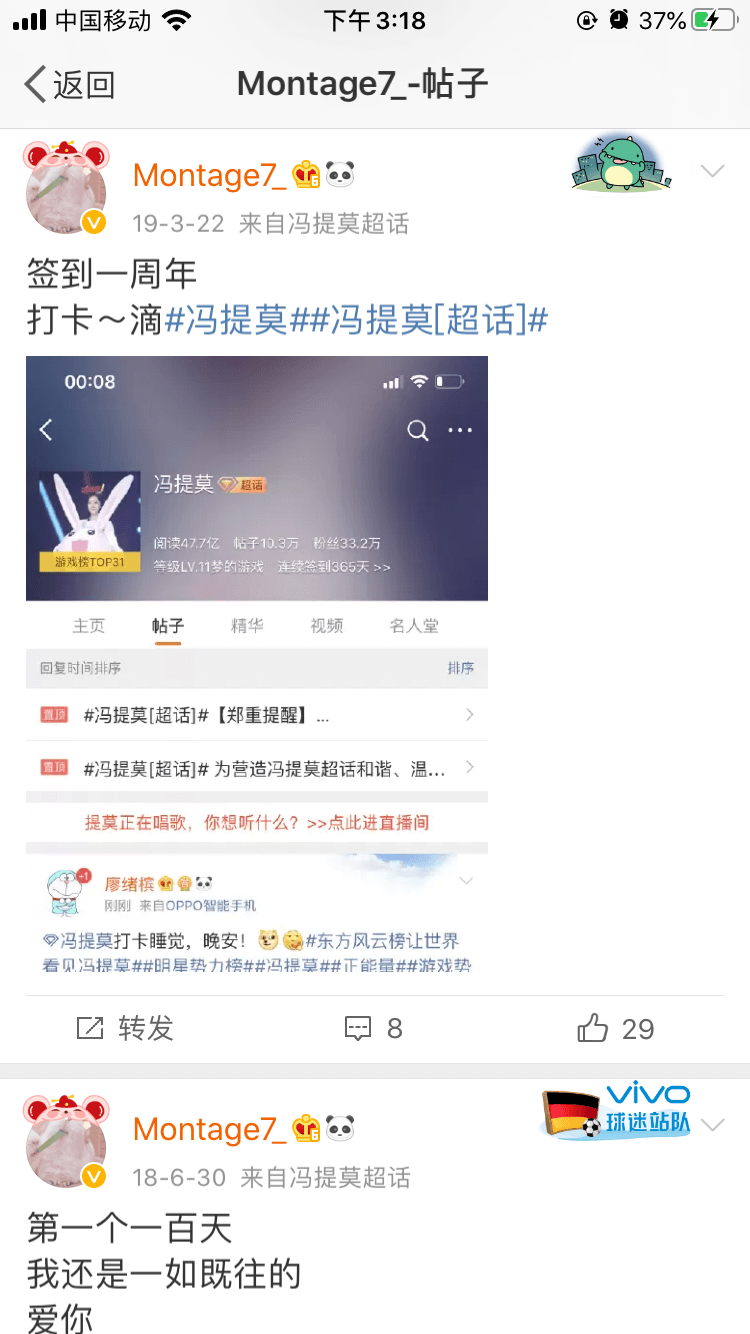 中国移动 下午3:18 37%
返回 Montage7_-帖子
Montage7_
19-3-22 来自冯提莫超话
签到一周年
打卡～滴#冯提莫##冯提莫[超话]#
00:08
冯提莫 超话
阅读47.7亿 帖子10.3万 粉丝33.2万
游戏榜TOP31
等级LV.11梦的游戏 连续签到365天 >>
主页 帖子 精华 视频 名人堂
回复时间排序 排序
置顶 #冯提莫[超话]#【郑重提醒】...
置顶 #冯提莫[超话]# 为营造冯提莫超话和谐、温...
提莫正在唱歌，你想听什么？>>点此进直播间
+1
廖绪槟
刚刚 来自OPPO智能手机
冯提莫打卡睡觉，晚安！#东方风云榜让世界
看见冯提莫##明星势力榜##冯提莫##正能量##游戏势
转发 8 29
Montage7_
vivo
球迷站队
18-6-30 来自冯提莫超话
第一个一百天
我还是一如既往的
爱你